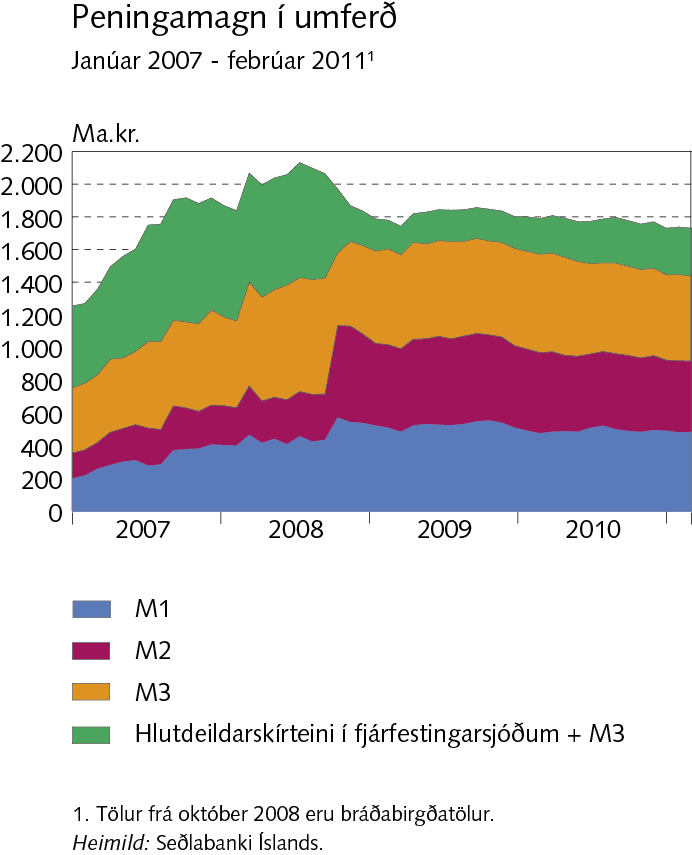 Peningamagn í umferð
Janúar 2007 - febrúar 2011¹
Ma.kr.
2.200
2.000
1.800
1.600
1.400
1.200
1.000
800
600
400
200
0
2007 2008 2009 2010
M1
M2
M3
Hlutdeildarskírteini í fjárfestingarsjóðum + M3
1. Tölur frá október 2008 eru bráðabirgðatölur.
Heimild: Seðlabanki Íslands.